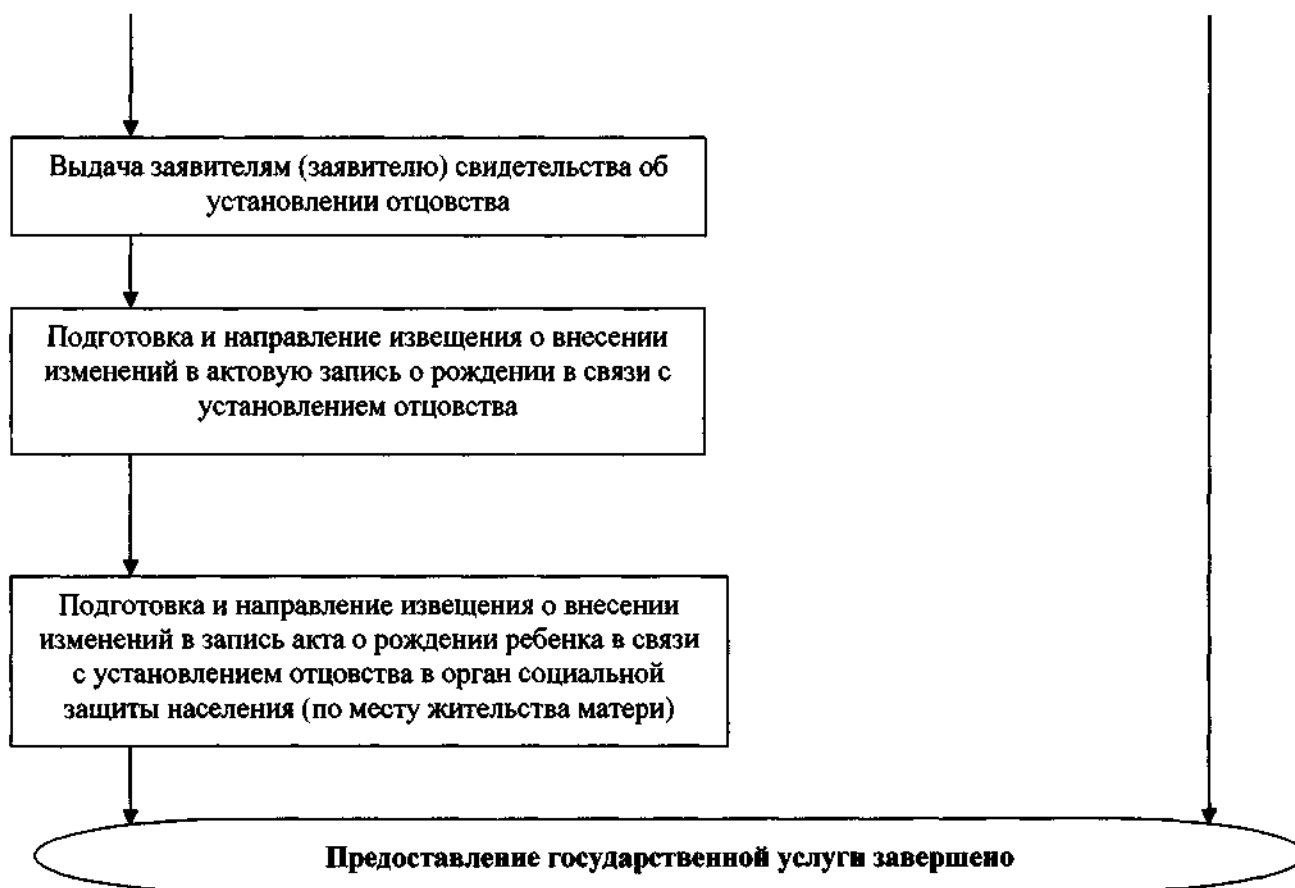 Выдача заявителям (заявителю) свидетельства об
установлении отцовства
Подготовка и направление извещения о внесении
изменений в актовую запись о рождении в связи с
установлением отцовства
Подготовка и направление извещения о внесении
изменений в запись акта о рождении ребенка в связи
с установлением отцовства в орган социальной
защиты населения (по месту жительства матери)
Предоставление государственной услуги завершено